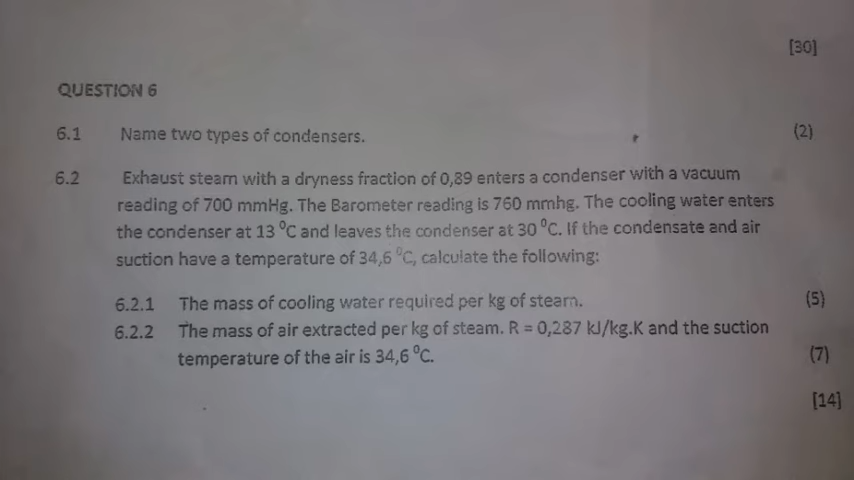 [30]
QUESTION 6
6.1 Name two types of condensers. (2)
6.2 Exhaust steam with a dryness fraction of 0,89 enters a condenser with a vacuum
reading of 700 mmHg. The Barometer reading is 760 mmhg. The cooling water enters
the condenser at 13 ⁰C and leaves the condenser at 30 ⁰C. If the condensate and air
suction have a temperature of 34,6 ⁰C, calculate the following:
6.2.1 The mass of cooling water required per kg of steam. (5)
6.2.2 The mass of air extracted per kg of steam. R = 0,287 kJ/kg.K and the suction
temperature of the air is 34,6 ⁰C. (7)
[14]